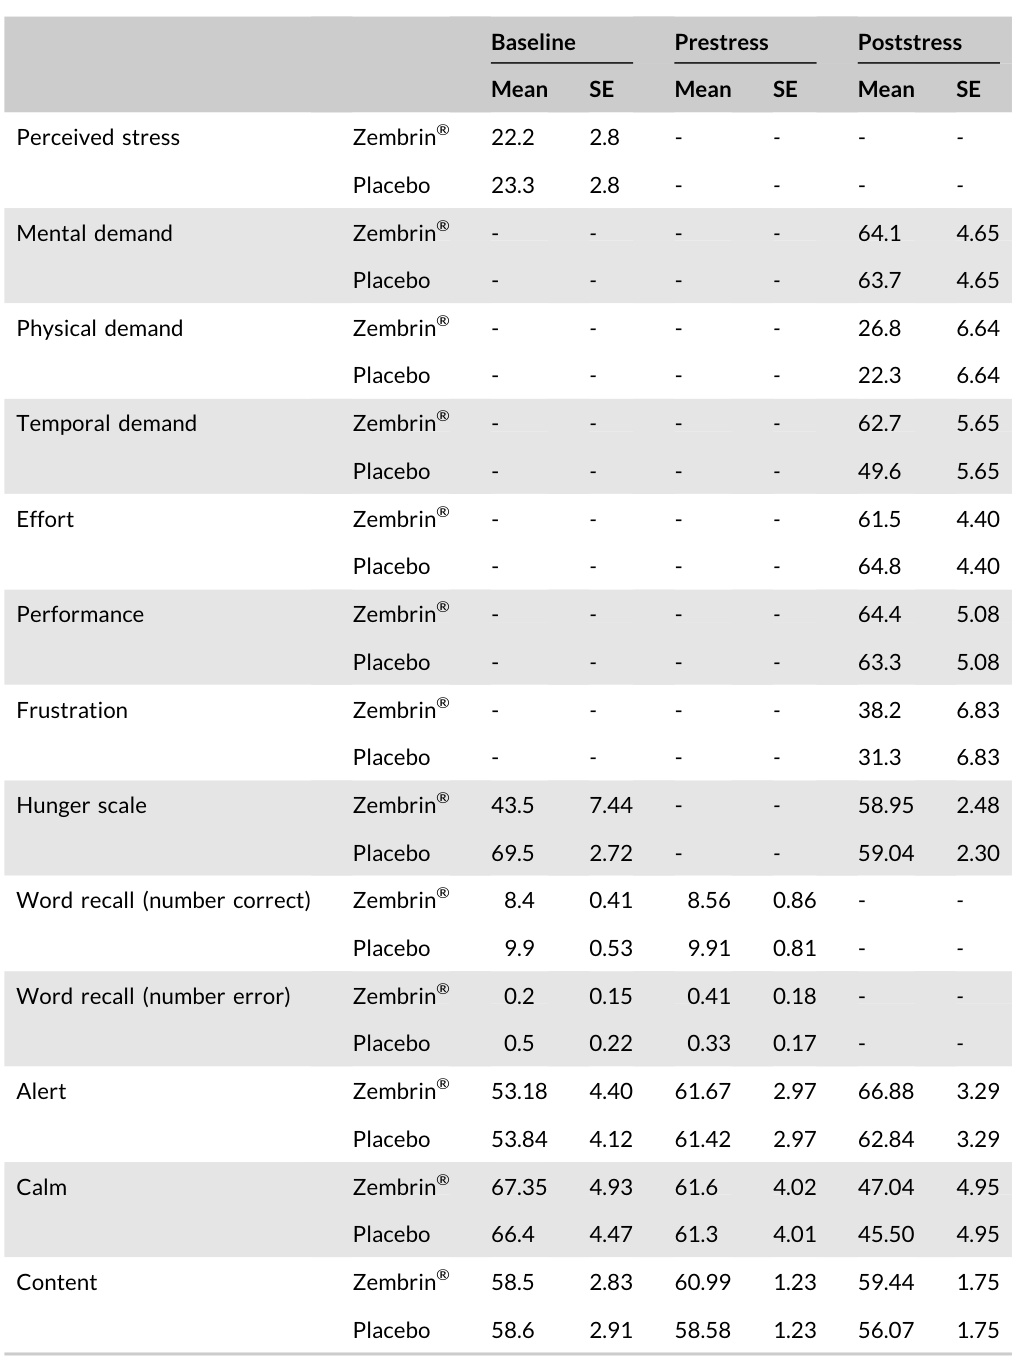 Baseline Prestress Poststress
Mean SE Mean SE Mean SE
Perceived stress Zembrin® 22.2 2.8 - - - -
Placebo 23.3 2.8 - - - -
Mental demand Zembrin® - - - - 64.1 4.65
Placebo - - - - 63.7 4.65
Physical demand Zembrin® - - - - 26.8 6.64
Placebo - - - - 22.3 6.64
Temporal demand Zembrin® - - - - 62.7 5.65
Placebo - - - - 49.6 5.65
Effort Zembrin® - - - - 61.5 4.40
Placebo - - - - 64.8 4.40
Performance Zembrin® - - - - 64.4 5.08
Placebo - - - - 63.3 5.08
Frustration Zembrin® - - - - 38.2 6.83
Placebo - - - - 31.3 6.83
Hunger scale Zembrin® 43.5 7.44 - - 58.95 2.48
Placebo 69.5 2.72 - - 59.04 2.30
Word recall (number correct) Zembrin® 8.4 0.41 8.56 0.86 - -
Placebo 9.9 0.53 9.91 0.81 - -
Word recall (number error) Zembrin® 0.2 0.15 0.41 0.18 - -
Placebo 0.5 0.22 0.33 0.17 - -
Alert Zembrin® 53.18 4.40 61.67 2.97 66.88 3.29
Placebo 53.84 4.12 61.42 2.97 62.84 3.29
Calm Zembrin® 67.35 4.93 61.6 4.02 47.04 4.95
Placebo 66.4 4.47 61.3 4.01 45.50 4.95
Content Zembrin® 58.5 2.83 60.99 1.23 59.44 1.75
Placebo 58.6 2.91 58.58 1.23 56.07 1.75